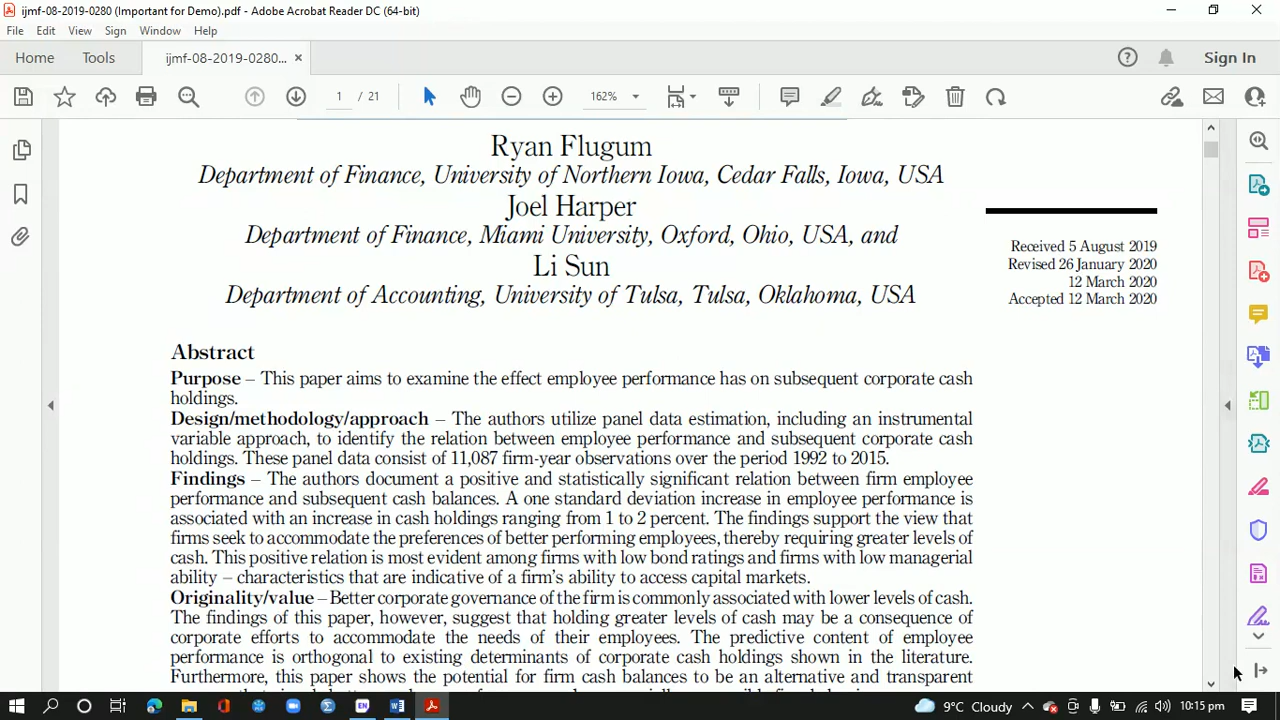 ijmf-08-2019-0280 (Important for Demo).pdf - Adobe Acrobat Reader DC (64-bit)
File Edit View Sign Window Help
Home Tools ijmf-08-2019-0280... × Sign In
1 / 21 162%
Ryan Flugum
Department of Finance, University of Northern Iowa, Cedar Falls, Iowa, USA
Joel Harper
Department of Finance, Miami University, Oxford, Ohio, USA, and
Li Sun
Department of Accounting, University of Tulsa, Tulsa, Oklahoma, USA
Received 5 August 2019
Revised 26 January 2020
12 March 2020
Accepted 12 March 2020
Abstract
Purpose – This paper aims to examine the effect employee performance has on subsequent corporate cash
holdings.
Design/methodology/approach – The authors utilize panel data estimation, including an instrumental
variable approach, to identify the relation between employee performance and subsequent corporate cash
holdings. These panel data consist of 11,087 firm-year observations over the period 1992 to 2015.
Findings – The authors document a positive and statistically significant relation between firm employee
performance and subsequent cash balances. A one standard deviation increase in employee performance is
associated with an increase in cash holdings ranging from 1 to 2 percent. The findings support the view that
firms seek to accommodate the preferences of better performing employees, thereby requiring greater levels of
cash. This positive relation is most evident among firms with low bond ratings and firms with low managerial
ability – characteristics that are indicative of a firm's ability to access capital markets.
Originality/value – Better corporate governance of the firm is commonly associated with lower levels of cash.
The findings of this paper, however, suggest that holding greater levels of cash may be a consequence of
corporate efforts to accommodate the needs of their employees. The predictive content of employee
performance is orthogonal to existing determinants of corporate cash holdings shown in the literature.
Furthermore, this paper shows the potential for firm cash balances to be an alternative and transparent
EN
9°C Cloudy 10:15 pm